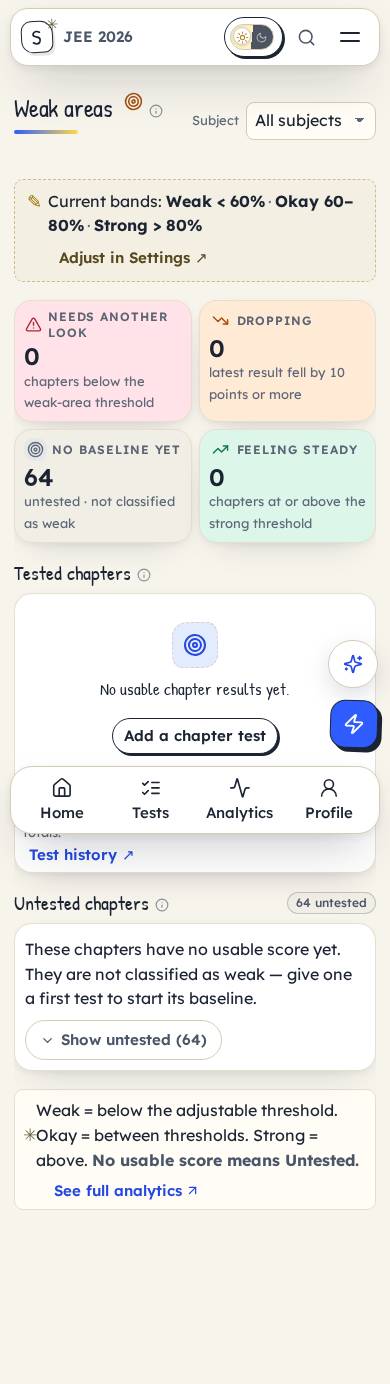 S JEE 2026
Weak areas
Subject All subjects
✎ Current bands: Weak < 60% · Okay 60–
80% · Strong > 80%
Adjust in Settings ↗
NEEDS ANOTHER
LOOK
0
chapters below the
weak-area threshold
DROPPING
0
latest result fell by 10
points or more
NO BASELINE YET
64
untested · not classified
as weak
FEELING STEADY
0
chapters at or above the
strong threshold
Tested chapters
No usable chapter results yet.
Add a chapter test
Home Tests Analytics Profile
totals.
Test history ↗
Untested chapters 64 untested
These chapters have no usable score yet.
They are not classified as weak — give one
a first test to start its baseline.
Show untested (64)
Weak = below the adjustable threshold.
Okay = between thresholds. Strong =
above. No usable score means Untested.
See full analytics ↗